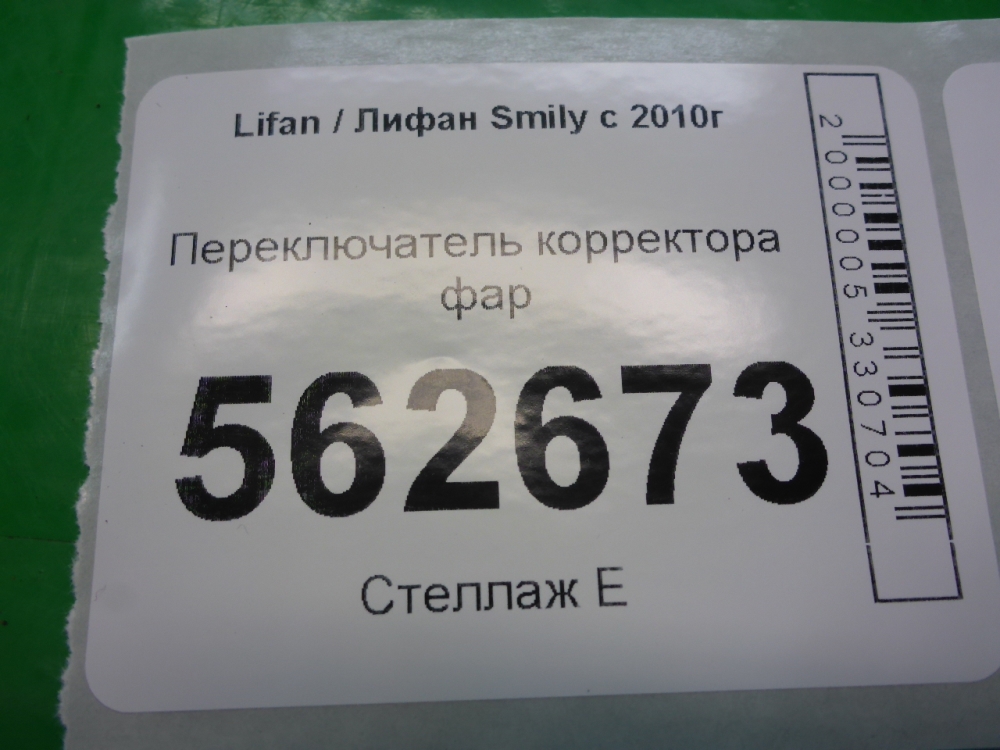 Lifan / Лифан Smily с 2010г
Переключатель корректора
фар
562673
Стеллаж Е
2000005330704